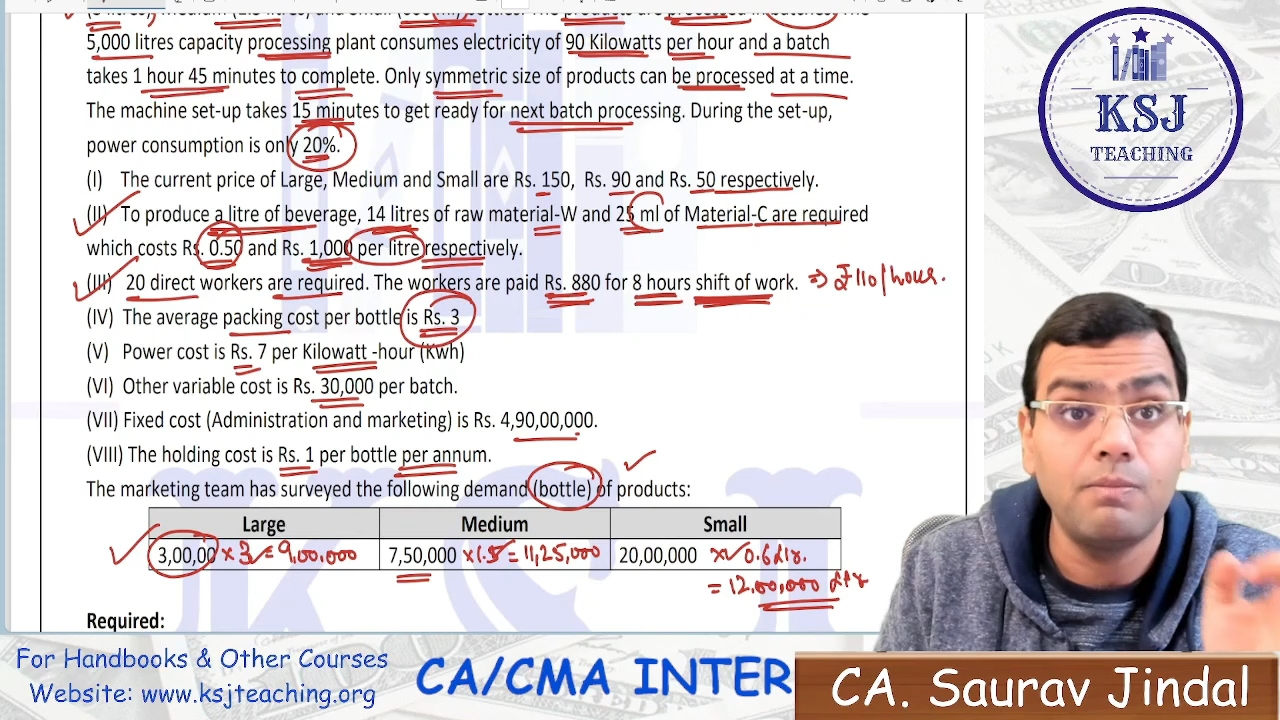 5,000 litres capacity processing plant consumes electricity of 90 Kilowatts per hour and a batch
takes 1 hour 45 minutes to complete. Only symmetric size of products can be processed at a time.
The machine set-up takes 15 minutes to get ready for next batch processing. During the set-up,
power consumption is only 20%.
(I) The current price of Large, Medium and Small are Rs. 150, Rs. 90 and Rs. 50 respectively.
(II) To produce a litre of beverage, 14 litres of raw material-W and 25 ml of Material-C are required
which costs Rs. 0.50 and Rs. 1,000 per litre respectively.
(III) 20 direct workers are required. The workers are paid Rs. 880 for 8 hours shift of work. ⇒ ₹110/hour.
(IV) The average packing cost per bottle is Rs. 3
(V) Power cost is Rs. 7 per Kilowatt -hour (Kwh)
(VI) Other variable cost is Rs. 30,000 per batch.
(VII) Fixed cost (Administration and marketing) is Rs. 4,90,00,000.
(VIII) The holding cost is Rs. 1 per bottle per annum.
The marketing team has surveyed the following demand (bottle) of products:
Large Medium Small
3,00,00 × 3 = 9,00,000 7,50,000 ×1.5 = 11,25,000 20,00,000 × 0.6 Ltr.
= 12,00,000 Ltr
Required:
KSJ
TEACHING
For Handbooks & Other Courses
Website: www.ksjteaching.org
CA/CMA INTER
CA. Saurav Jindal